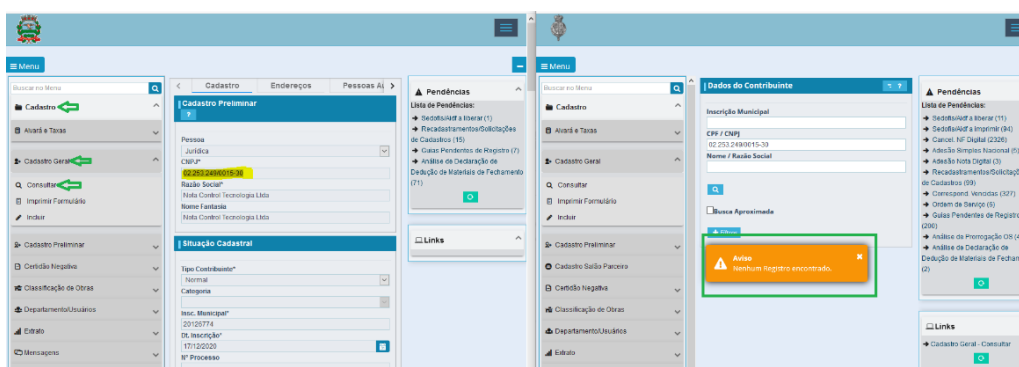 Menu
Buscar no Menu
Cadastro
Alvará e Taxas
Cadastro Geral
Consultar
Imprimir Formulário
Incluir
Cadastro Preliminar
Certidão Negativa
Classificação de Obras
Departamento/Usuários
Extrato
Mensagens
Cadastro Endereços Pessoas
Cadastro Preliminar
?
Pessoa
Jurídica
CNPJ*
02.253.249/0015-30
Razão Social*
Nota Control Tecnologia Ltda
Nome Fantasia
Nota Control Tecnologia Ltda
Situação Cadastral
Tipo Contribuinte*
Normal
Categoria
Insc. Municipal*
20126774
Dt. Inscrição*
17/12/2020
N° Processo
Pendências
Lista de Pendências:
Sedofis/Aidf a liberar (1)
Recadastramentos/Solicitações
de Cadastros (15)
Guias Pendentes de Registro (7)
Análise de Declaração de
Dedução de Materiais de Fechamento
(71)
Links
Menu
Buscar no Menu
Cadastro
Alvará e Taxas
Cadastro Geral
Consultar
Imprimir Formulário
Incluir
Cadastro Preliminar
Cadastro Salão Parceiro
Certidão Negativa
Classificação de Obras
Departamento/Usuários
Extrato
Dados do Contribuinte
?
Inscrição Municipal
CPF / CNPJ
02.253.249/0015-30
Nome / Razão Social
Busca Aproximada
+ Filtros
Aviso
Nenhum Registro encontrado.
Pendências
Lista de Pendências:
Sedofis/Aidf a liberar (11)
Sedofis/Aidf a Imprimir (94)
Cancel. NF Digital (2326)
Adesão Simples Nacional
Adesão Nota Digital (3)
Recadastramentos/Solicitaçõ
de Cadastros (99)
Correspond. Vencidas (327)
Ordem de Serviço (6)
Guias Pendentes de Registro
(200)
Análise de Prorrogação OS (4
Análise de Declaração de
Dedução de Materiais de Fecham
(2)
Links
Cadastro Geral - Consultar